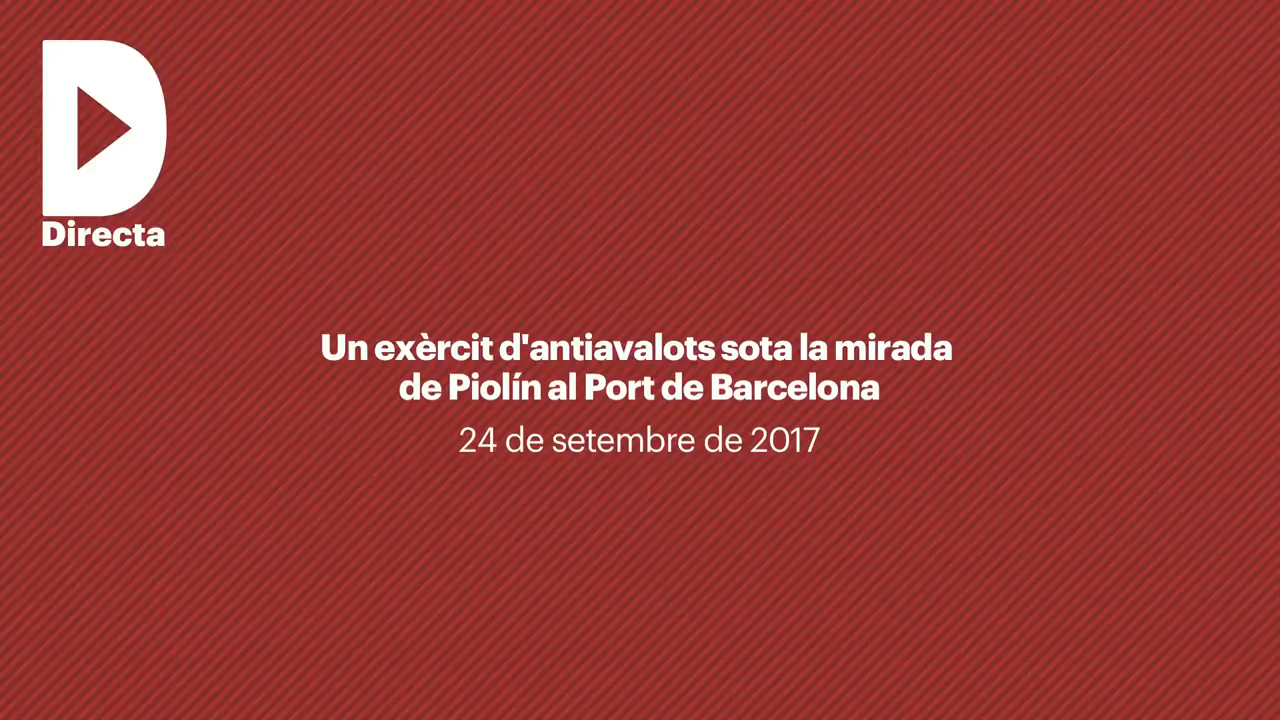 Directa
Un exèrcit d'antiavalots sota la mirada
de Piolín al Port de Barcelona
24 de setembre de 2017